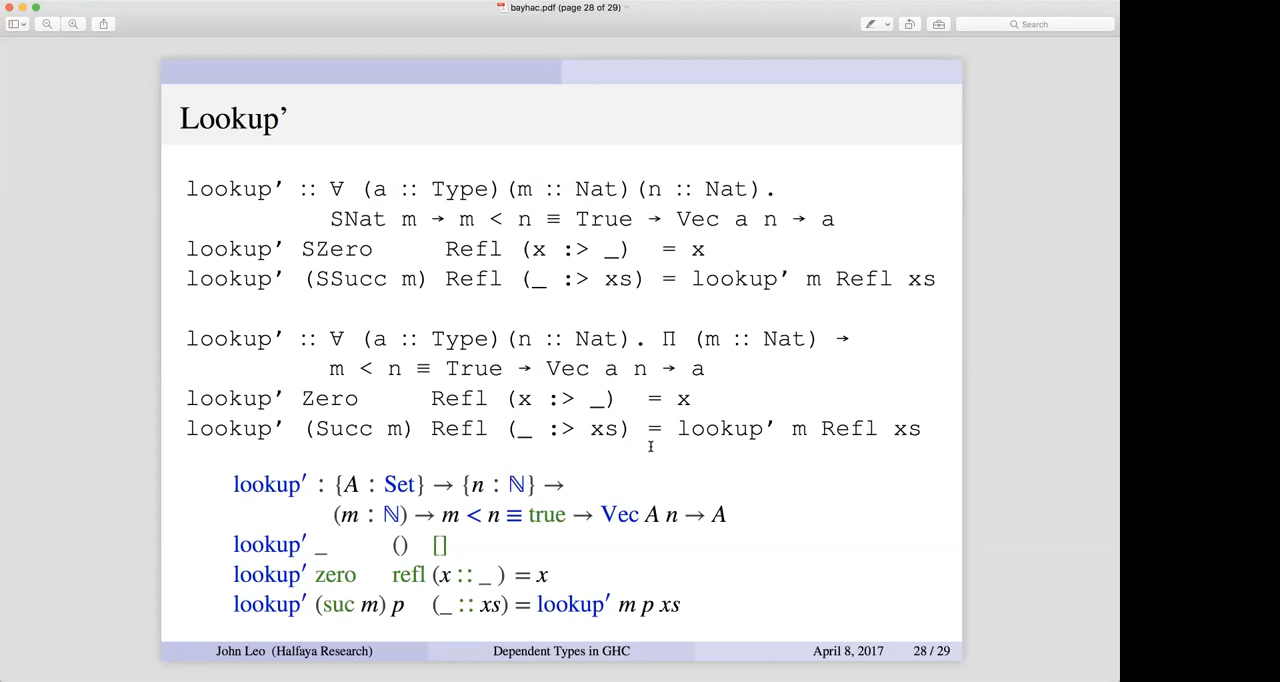 bayhac.pdf (page 28 of 29)
Search
Lookup’
lookup’ :: ∀ (a :: Type)(m :: Nat)(n :: Nat).
SNat m → m < n ≡ True → Vec a n → a
lookup’ SZero Refl (x :> _) = x
lookup’ (SSucc m) Refl (_ :> xs) = lookup’ m Refl xs
lookup’ :: ∀ (a :: Type)(n :: Nat). Π (m :: Nat) →
m < n ≡ True → Vec a n → a
lookup’ Zero Refl (x :> _) = x
lookup’ (Succ m) Refl (_ :> xs) = lookup’ m Refl xs
lookup′ : {A : Set} → {n : ℕ} →
(m : ℕ) → m < n ≡ true → Vec A n → A
lookup′ _ () []
lookup′ zero refl (x :: _ ) = x
lookup′ (suc m) p (_ :: xs) = lookup′ m p xs
John Leo (Halfaya Research) Dependent Types in GHC April 8, 2017 28 / 29